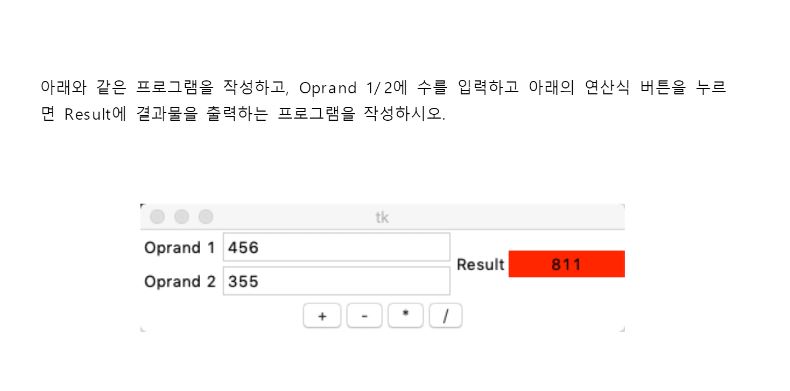 아래와 같은 프로그램을 작성하고, Oprand 1/2에 수를 입력하고 아래의 연산식 버튼을 누르
면 Result에 결과물을 출력하는 프로그램을 작성하시오.
tk
Oprand 1 456
Result 811
Oprand 2 355
+ - * /